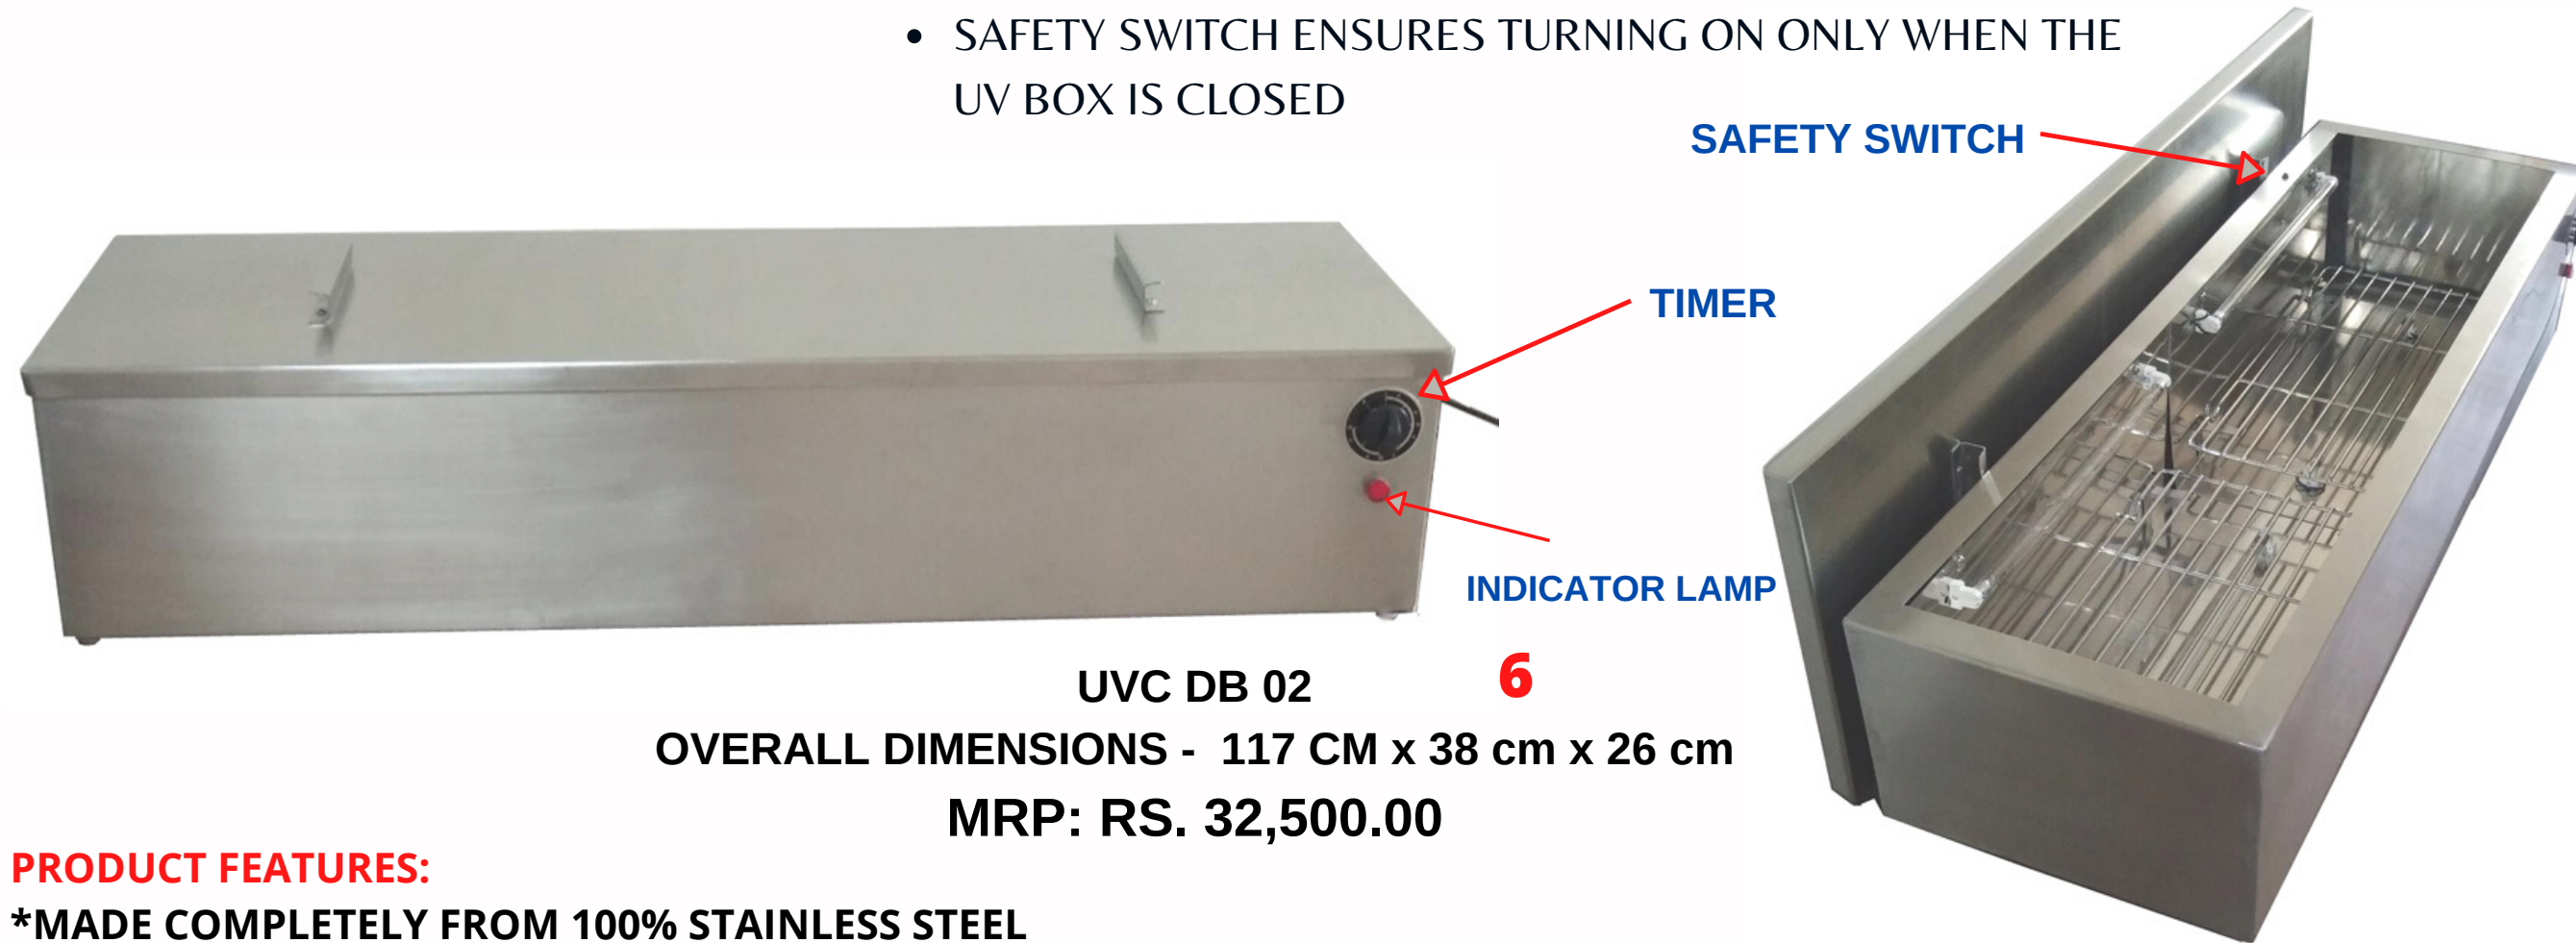 • SAFETY SWITCH ENSURES TURNING ON ONLY WHEN THE
UV BOX IS CLOSED
SAFETY SWITCH
TIMER
INDICATOR LAMP
UVC DB 02
6
OVERALL DIMENSIONS - 117 CM x 38 cm x 26 cm
MRP: RS. 32,500.00
PRODUCT FEATURES:
*MADE COMPLETELY FROM 100% STAINLESS STEEL